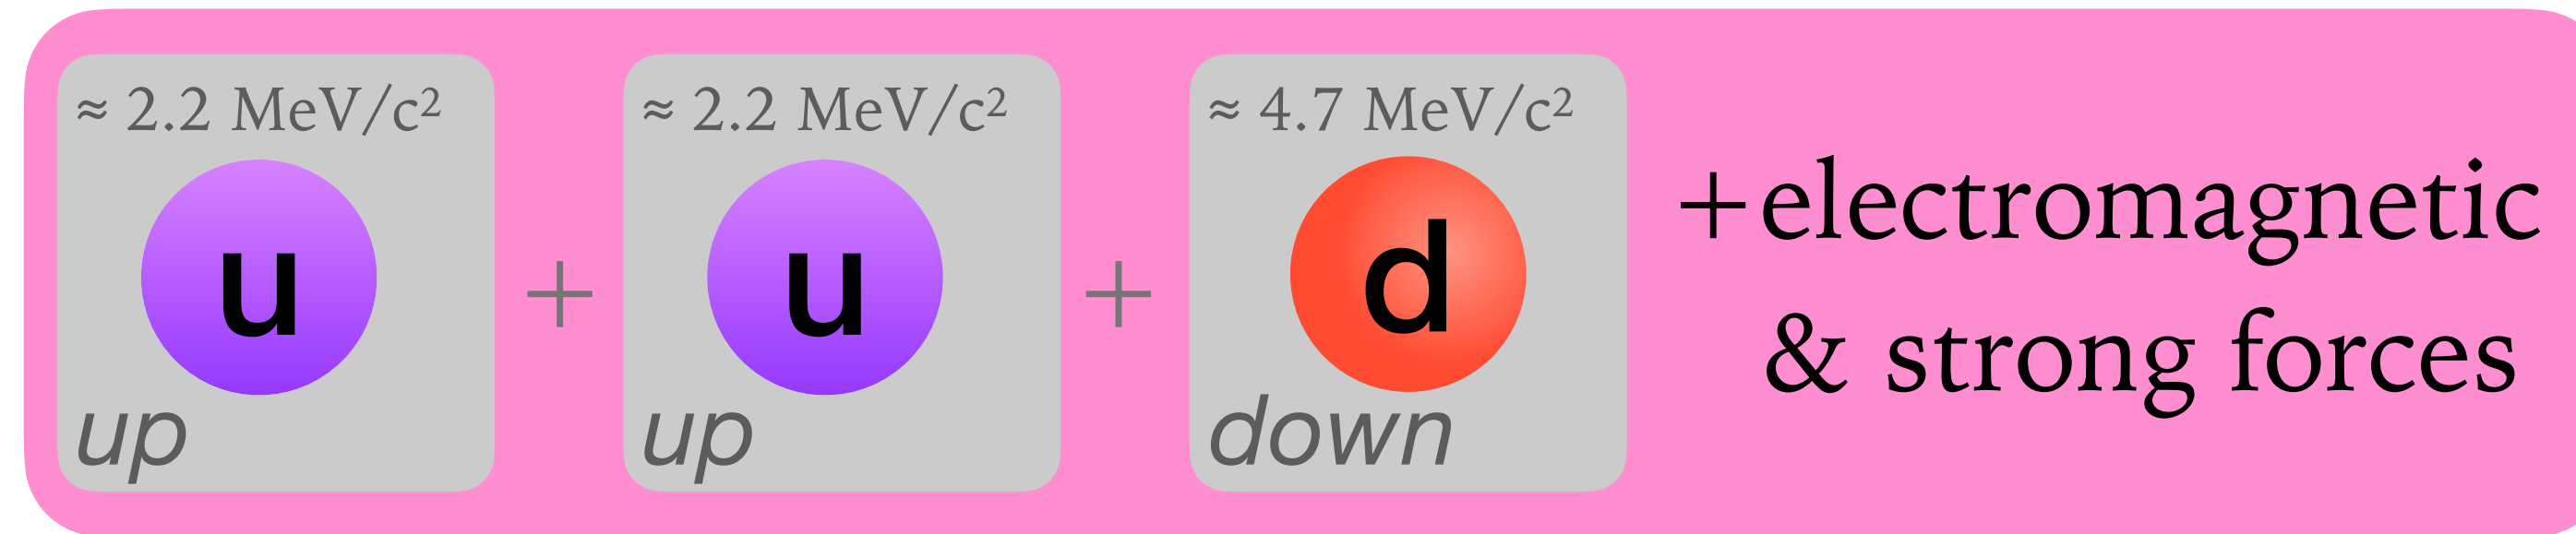 ≈ 2.2 MeV/c²
u
up
+
≈ 2.2 MeV/c²
u
up
+
≈ 4.7 MeV/c²
d
down
+electromagnetic
& strong forces